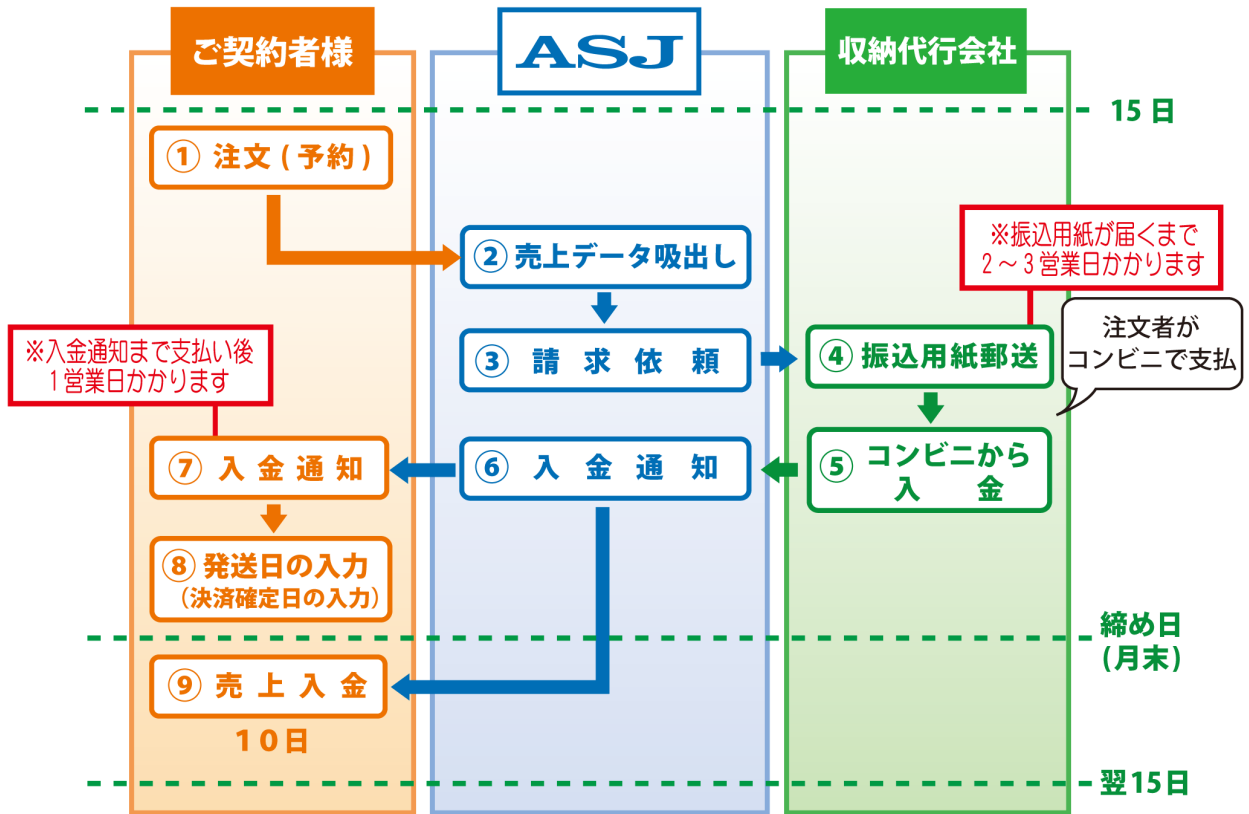 ご契約者様
ASJ
収納代行会社
15日
① 注文(予約)
② 売上データ吸出し
※振込用紙が届くまで
2～3営業日かかります
③ 請求依頼
④ 振込用紙郵送
注文者が
コンビニで支払
※入金通知まで支払い後
1営業日かかります
⑤ コンビニから
入金
⑥ 入金通知
⑦ 入金通知
⑧ 発送日の入力
(決済確定日の入力)
締め日
(月末)
⑨ 売上入金
10日
翌15日